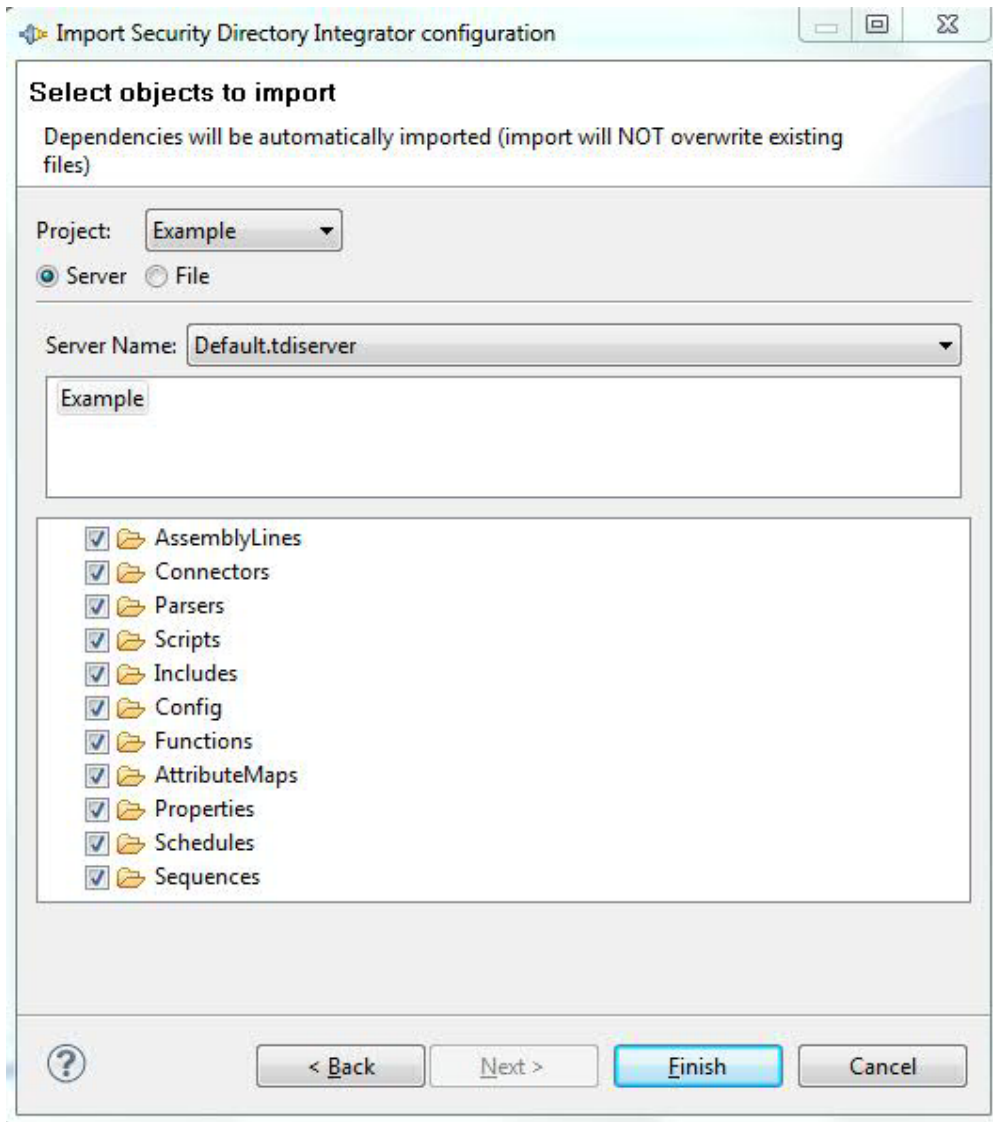 Import Security Directory Integrator configuration
Select objects to import
Dependencies will be automatically imported (import will NOT overwrite existing
files)
Project: Example
Server File
Server Name: Default.tdiserver
Example
AssemblyLines
Connectors
Parsers
Scripts
Includes
Config
Functions
AttributeMaps
Properties
Schedules
Sequences
? < Back Next > Finish Cancel